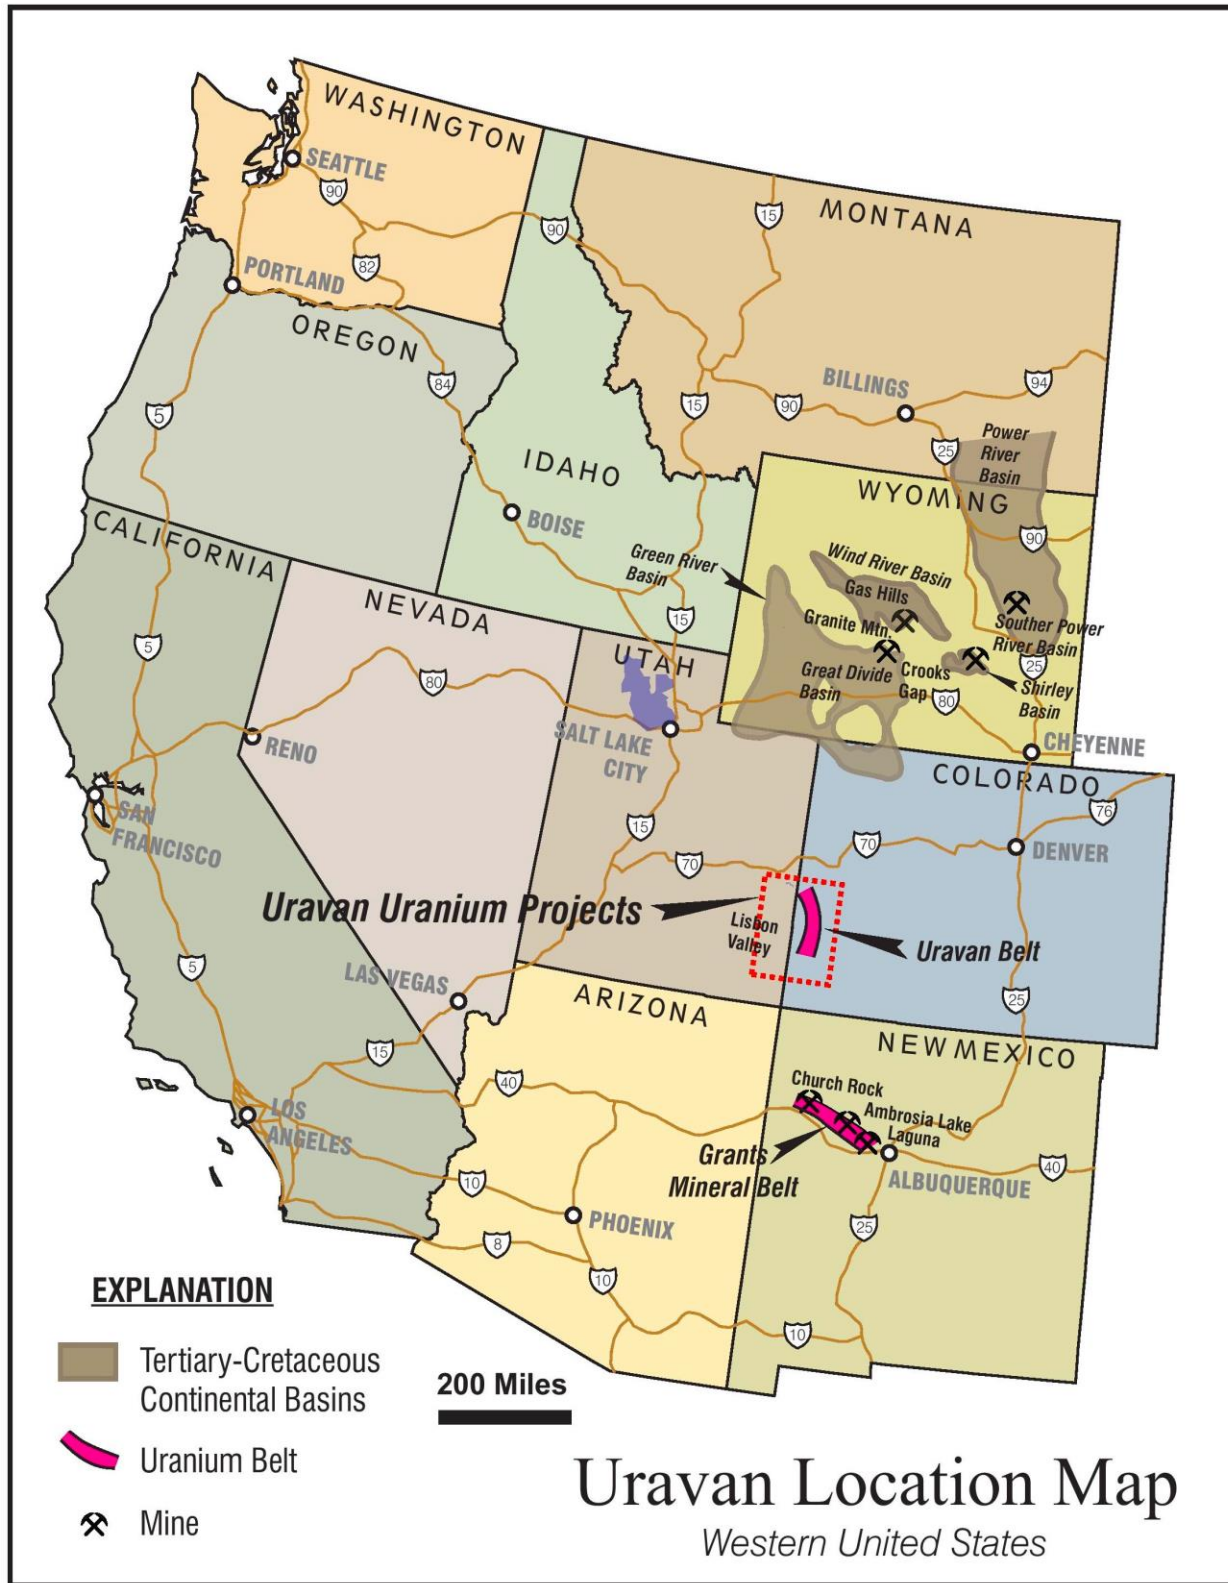 WASHINGTON
SEATTLE
90
82
PORTLAND
OREGON
84
5
MONTANA
15
90
BILLINGS
94
15
90
25
Power
River
Basin
IDAHO
BOISE
WYOMING
90
Green River
Basin
Wind River Basin
Gas Hills
Granite Mtn.
Souther Power
River Basin
Great Divide
Basin
Crooks
Gap
Shirley
Basin
25
80
CHEYENNE
CALIFORNIA
5
NEVADA
80
RENO
15
UTAH
SALT LAKE
CITY
15
70
SAN
FRANCISCO
COLORADO
76
70
DENVER
Uravan Uranium Projects
Lisbon
Valley
Uravan Belt
5
LAS VEGAS
15
25
ARIZONA
NEW MEXICO
40
Church Rock
Ambrosia Lake
Laguna
Grants
Mineral Belt
ALBUQUERQUE
40
LOS
ANGELES
10
PHOENIX
8
10
25
10
EXPLANATION
Tertiary-Cretaceous
Continental Basins
Uranium Belt
Mine
200 Miles
Uravan Location Map
Western United States